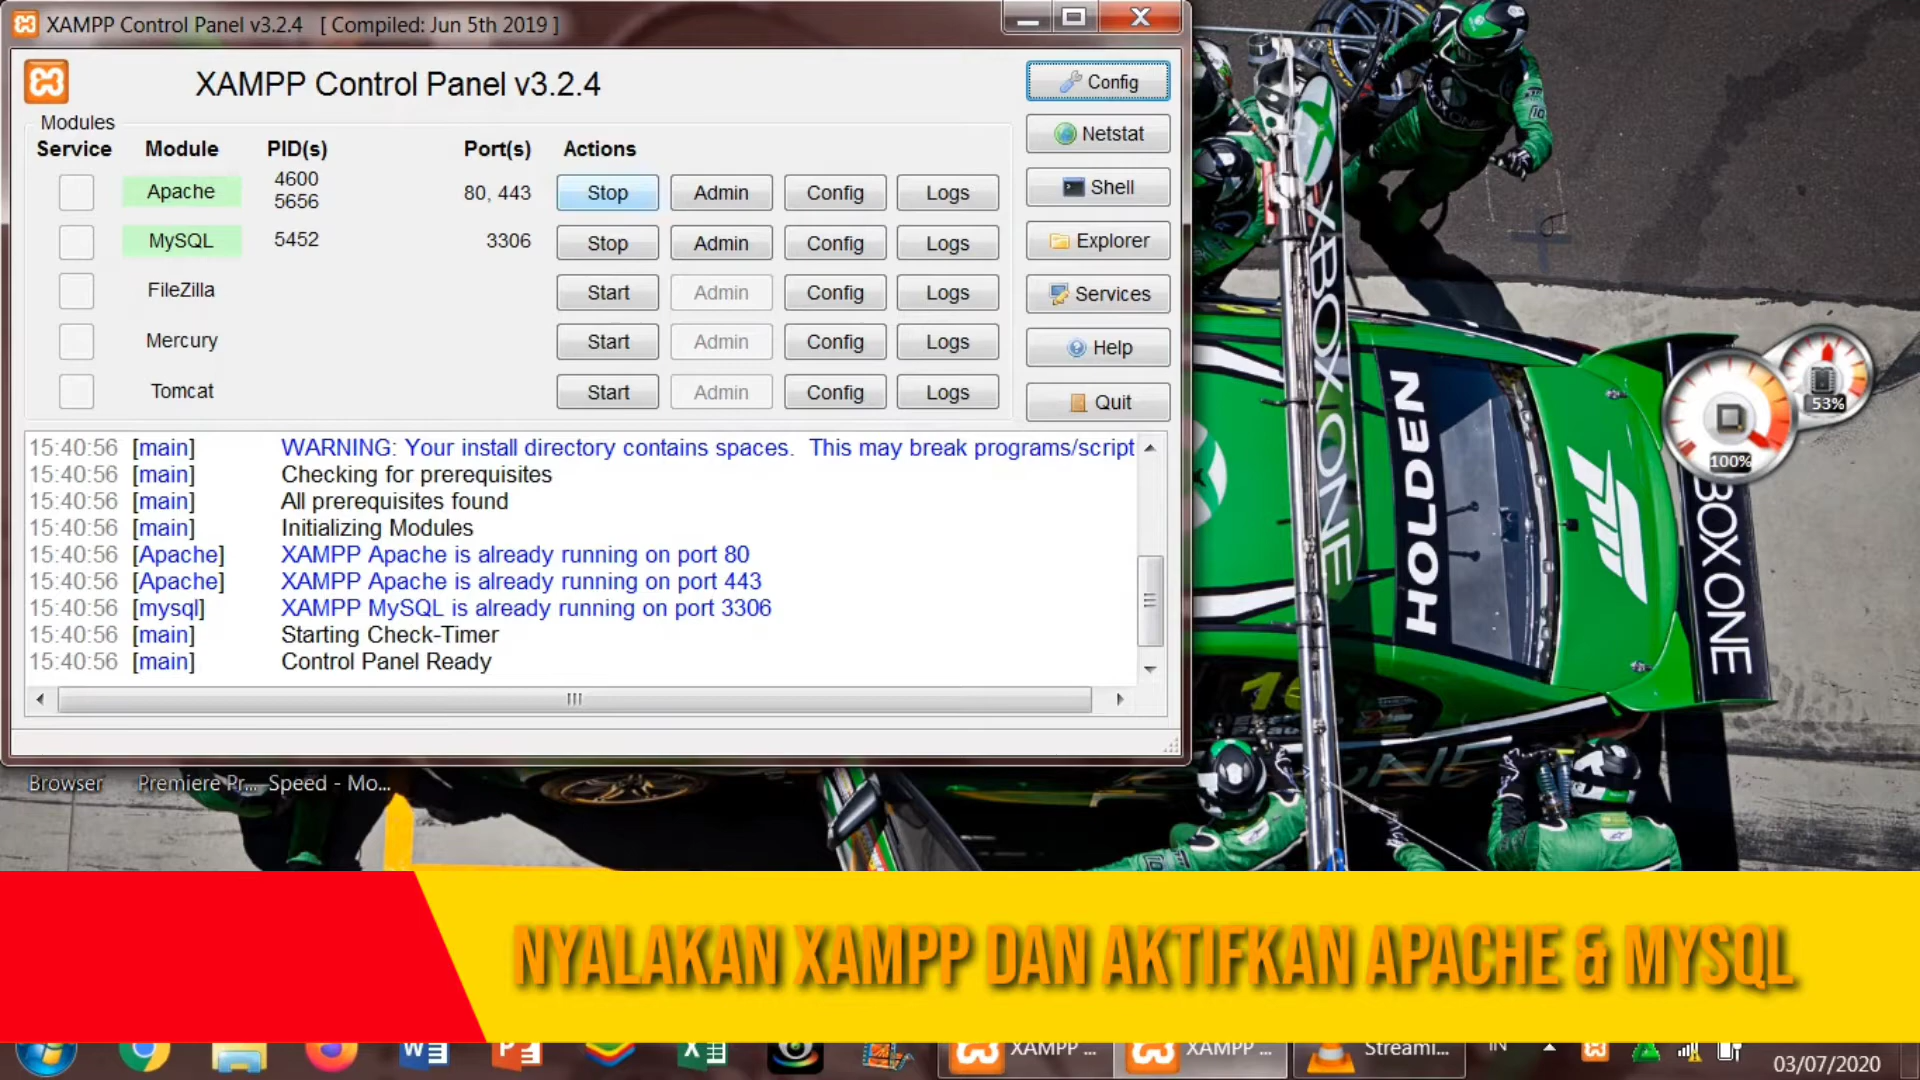 XAMPP Control Panel v3.2.4 [ Compiled: Jun 5th 2019 ]
XAMPP Control Panel v3.2.4
Config
Modules
Netstat
Service Module PID(s) Port(s) Actions
Apache 4600 5656 80, 443 Stop Admin Config Logs
Shell
MySQL 5452 3306 Stop Admin Config Logs
Explorer
FileZilla Start Admin Config Logs
Services
Mercury Start Admin Config Logs
Help
Tomcat Start Admin Config Logs
Quit
15:40:56 [main] WARNING: Your install directory contains spaces. This may break programs/script
15:40:56 [main] Checking for prerequisites
15:40:56 [main] All prerequisites found
15:40:56 [main] Initializing Modules
15:40:56 [Apache] XAMPP Apache is already running on port 80
15:40:56 [Apache] XAMPP Apache is already running on port 443
15:40:56 [mysql] XAMPP MySQL is already running on port 3306
15:40:56 [main] Starting Check-Timer
15:40:56 [main] Control Panel Ready
XBOX ONE
HOLDEN
XBOX ONE
53%
100%
Browser Premiere Pr... Speed - Mo...
NYALAKAN XAMPP DAN AKTIFKAN APACHE & MYSQL
XAMPP ... XAMPP ... Streami... IN 03/07/2020